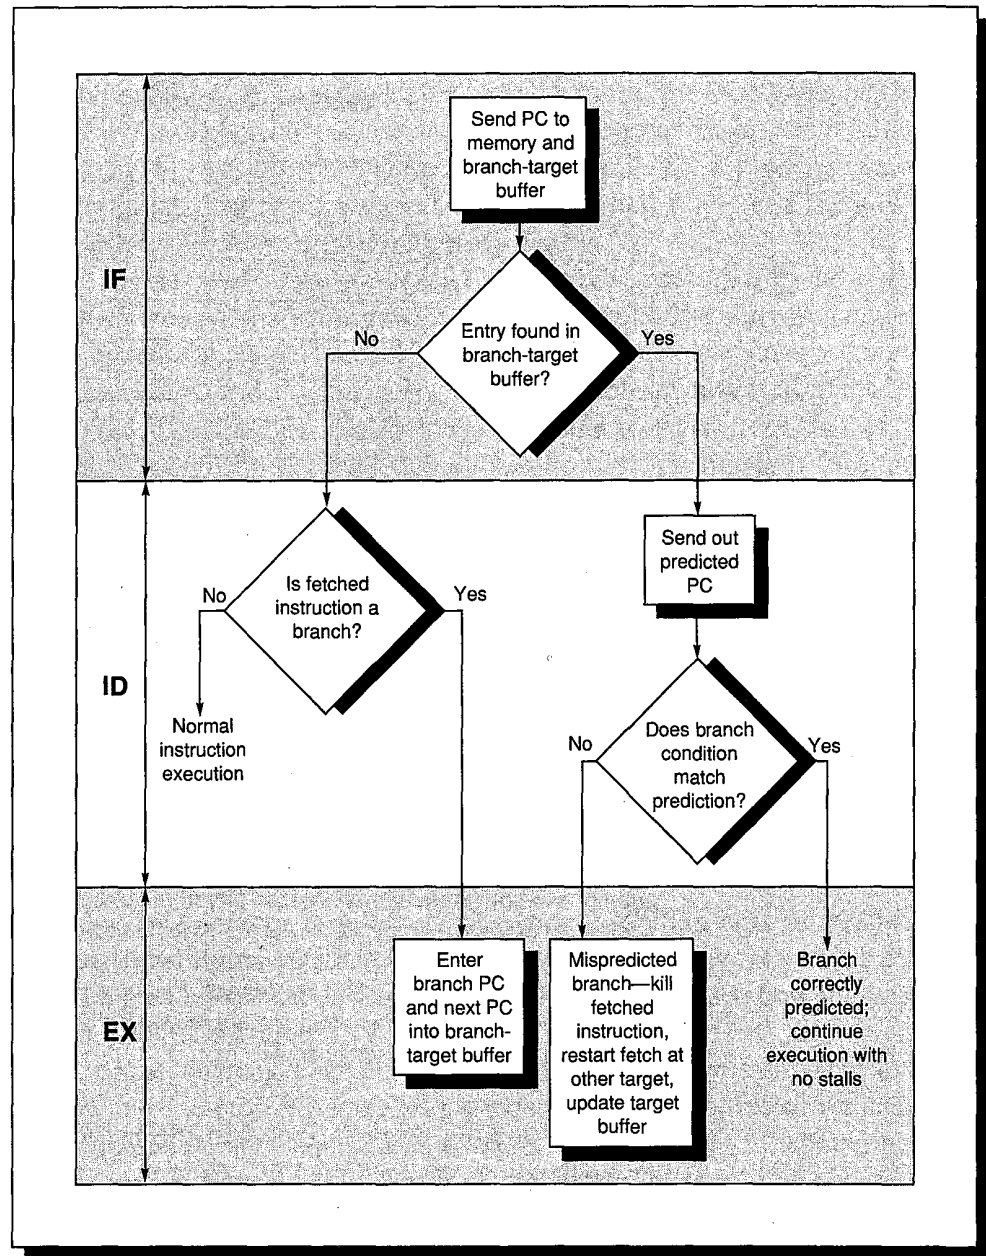 Send PC to
memory and
branch-target
buffer
IF
Entry found in
branch-target
buffer?
No
Yes
Is fetched
instruction a
branch?
No
Yes
Send out
predicted
PC
ID
Normal
instruction
execution
Does branch
condition
match
prediction?
No
Yes
EX
Enter
branch PC
and next PC
into branch-
target buffer
Mispredicted
branch—kill
fetched
instruction,
restart fetch at
other target,
update target
buffer
Branch
correctly
predicted;
continue
execution with
no stalls